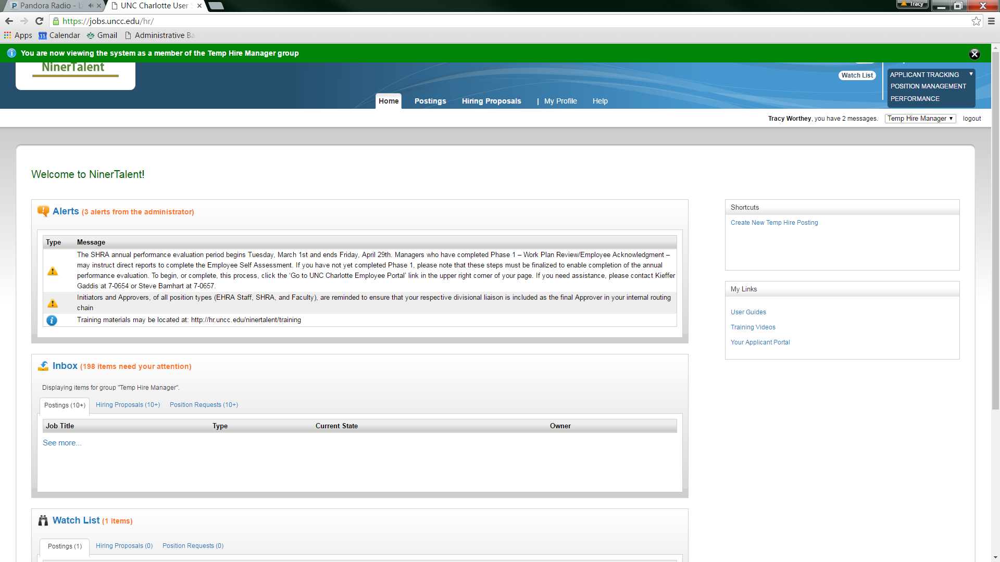 Pandora Radio - Li
UNC Charlotte User S
Tracy
https://jobs.uncc.edu/hr/
Apps
11
Calendar
Gmail
Administrative Ba
You are now viewing the system as a member of the Temp Hire Manager group
NinerTalent
Watch List
APPLICANT TRACKING
POSITION MANAGEMENT
PERFORMANCE
Home Postings Hiring Proposals | My Profile Help
Tracy Worthey, you have 2 messages. Temp Hire Manager logout
Welcome to NinerTalent!
Alerts (3 alerts from the administrator)
Type Message
The SHRA annual performance evaluation period begins Tuesday, March 1st and ends Friday, April 29th. Managers who have completed Phase 1 – Work Plan Review/Employee Acknowledgment –
may instruct direct reports to complete the Employee Self Assessment. If you have not yet completed Phase 1, please note that these steps must be finalized to enable completion of the annual
performance evaluation. To begin, or complete, this process, click the ‘Go to UNC Charlotte Employee Portal’ link in the upper right corner of your page. If you need assistance, please contact Kieffer
Gaddis at 7-0654 or Steve Barnhart at 7-0657.
Initiators and Approvers, of all position types (EHRA Staff, SHRA, and Faculty), are reminded to ensure that your respective divisional liaison is included as the final Approver in your internal routing
chain
Training materials may be located at: http://hr.uncc.edu/ninertalent/training
Shortcuts
Create New Temp Hire Posting
My Links
User Guides
Training Videos
Your Applicant Portal
Inbox (198 items need your attention)
Displaying items for group "Temp Hire Manager".
Postings (10+) Hiring Proposals (10+) Position Requests (10+)
Job Title Type Current State Owner
See more...
Watch List (1 items)
Postings (1) Hiring Proposals (0) Position Requests (0)